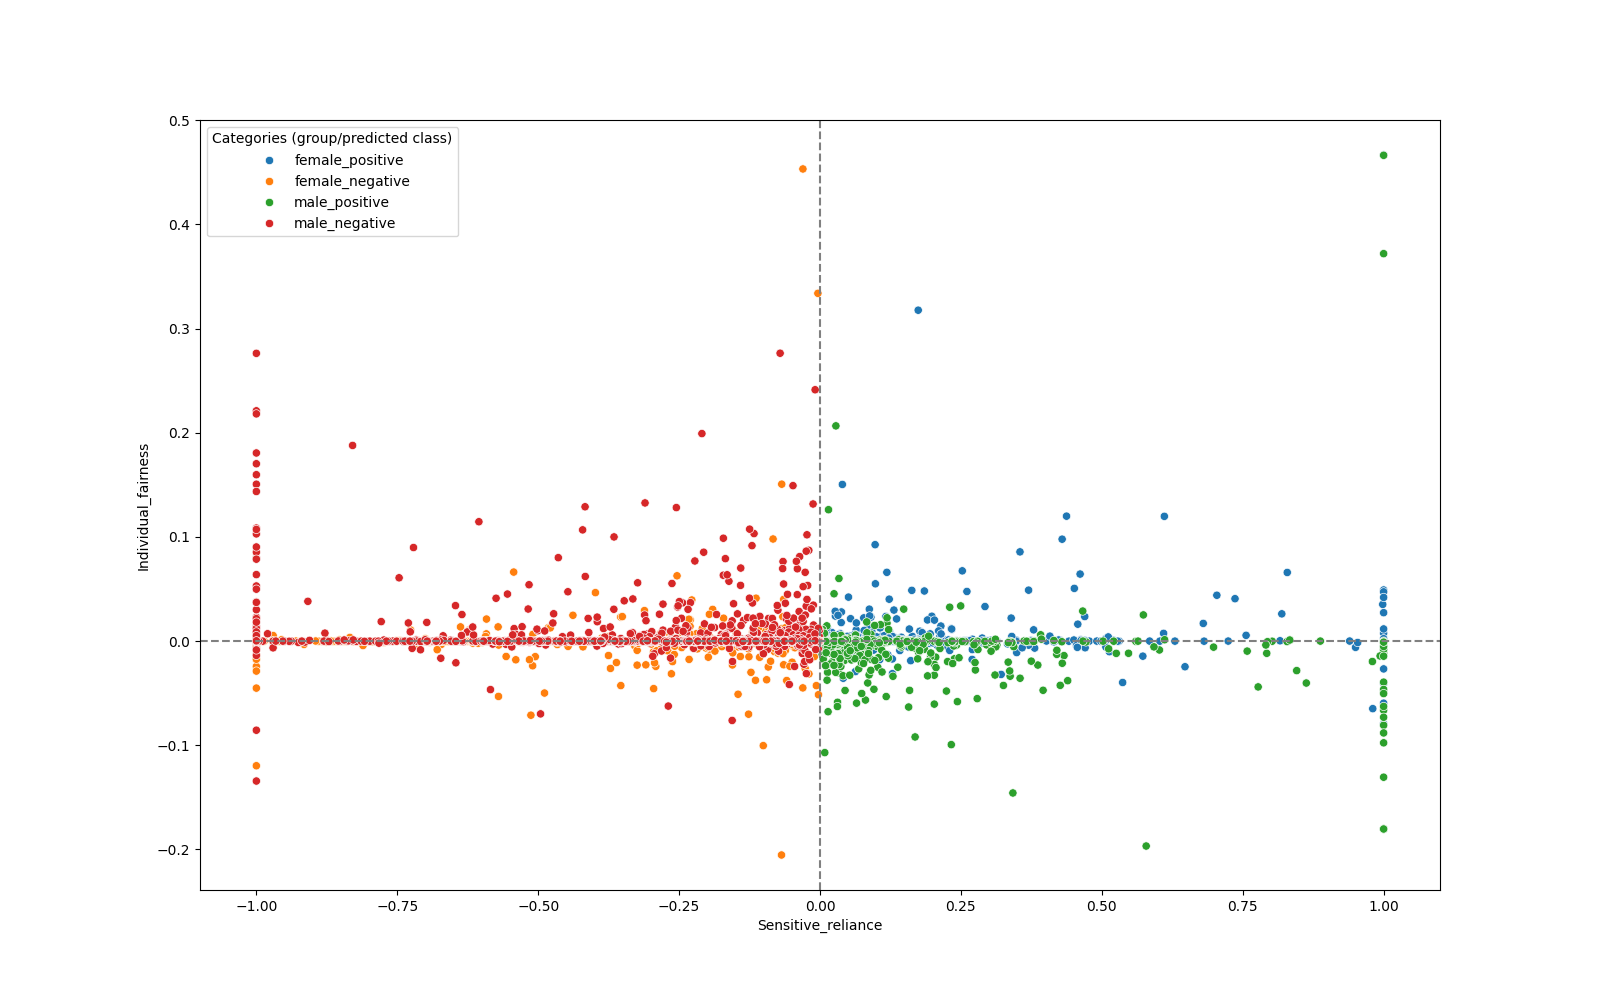 Categories (group/predicted class)
female_positive
female_negative
male_positive
male_negative
0.5
0.4
0.3
0.2
0.1
0.0
−0.1
−0.2
Individual_fairness
−1.00 −0.75 −0.50 −0.25 0.00 0.25 0.50 0.75 1.00
Sensitive_reliance